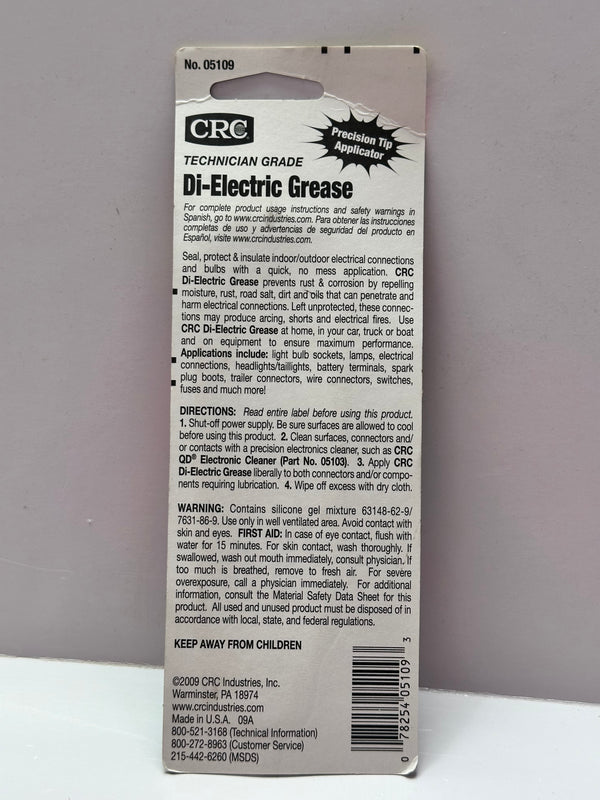 No. 05109
CRC
Precision Tip
Applicator
TECHNICIAN GRADE
Di-Electric Grease
For complete product usage instructions and safety warnings in
Spanish, go to www.crcindustries.com. Para obtener las instrucciones
completas de uso y advertencias de seguridad del producto en
Español, visite www.crcindustries.com.
Seal, protect & insulate indoor/outdoor electrical connections
and bulbs with a quick, no mess application. CRC
Di-Electric Grease prevents rust & corrosion by repelling
moisture, rust, road salt, dirt and oils that can penetrate and
harm electrical connections. Left unprotected, these connec-
tions may produce arcing, shorts and electrical fires. Use
CRC Di-Electric Grease at home, in your car, truck or boat
and on equipment to ensure maximum performance.
Applications include: light bulb sockets, lamps, electrical
connections, headlights/taillights, battery terminals, spark
plug boots, trailer connectors, wire connectors, switches,
fuses and much more!
DIRECTIONS: Read entire label before using this product.
1. Shut-off power supply. Be sure surfaces are allowed to cool
before using this product. 2. Clean surfaces, connectors and/
or contacts with a precision electronics cleaner, such as CRC
QD® Electronic Cleaner (Part No. 05103). 3. Apply CRC
Di-Electric Grease liberally to both connectors and/or compo-
nents requiring lubrication. 4. Wipe off excess with dry cloth.
WARNING: Contains silicone gel mixture 63148-62-9/
7631-86-9. Use only in well ventilated area. Avoid contact with
skin and eyes. FIRST AID: In case of eye contact, flush with
water for 15 minutes. For skin contact, wash thoroughly. If
swallowed, wash out mouth immediately, consult physician. If
too much is breathed, remove to fresh air. For severe
overexposure, call a physician immediately. For additional
information, consult the Material Safety Data Sheet for this
product. All used and unused product must be disposed of in
accordance with local, state, and federal regulations.
KEEP AWAY FROM CHILDREN
©2009 CRC Industries, Inc.
Warminster, PA 18974
www.crcindustries.com
Made in U.S.A. 09A
800-521-3168 (Technical Information)
800-272-8963 (Customer Service)
215-442-6260 (MSDS)
0 78254 05109 3